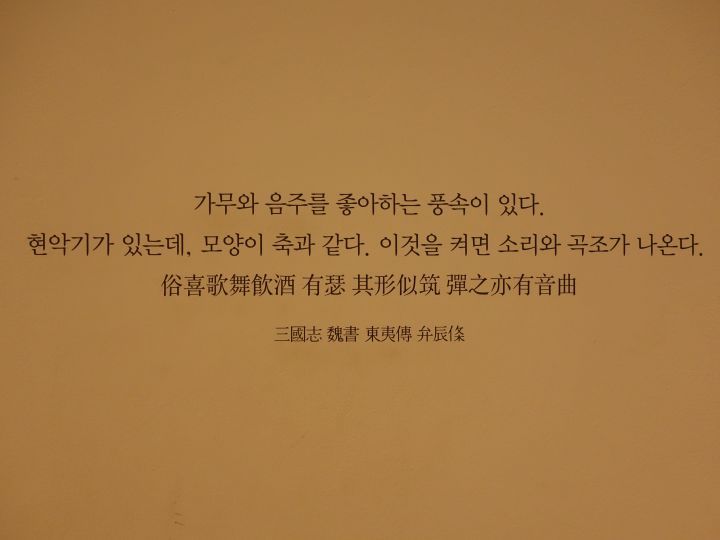 가무와 음주를 좋아하는 풍속이 있다.
현악기가 있는데, 모양이 축과 같다. 이것을 켜면 소리와 곡조가 나온다.
俗喜歌舞飮酒 有瑟 其形似筑 彈之亦有音曲
三國志 魏書 東夷傳 弁辰條